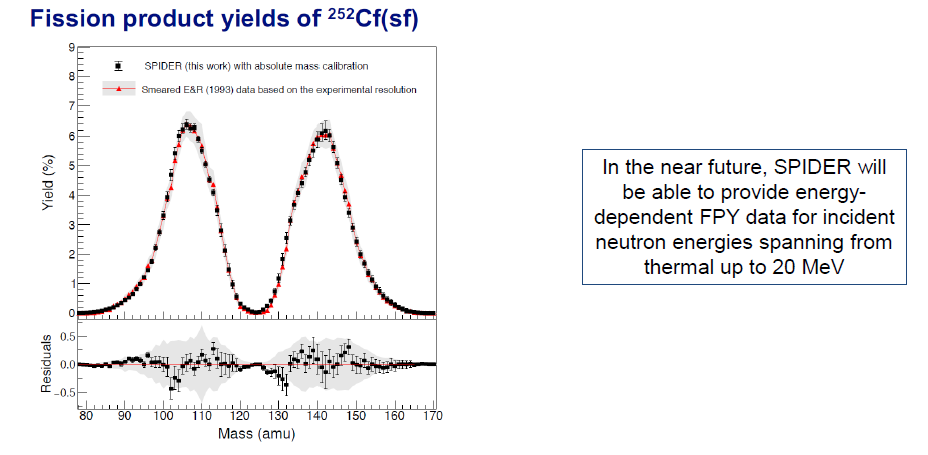 Fission product yields of ²⁵²Cf(sf)
9
8
7
6
5
4
3
2
1
0
Yield (%)
SPIDER (this work) with absolute mass calibration
Smeared E&R (1993) data based on the experimental resolution
0.5
0.0
−0.5
Residuals
80 90 100 110 120 130 140 150 160 170
Mass (amu)
In the near future, SPIDER will
be able to provide energy-
dependent FPY data for incident
neutron energies spanning from
thermal up to 20 MeV